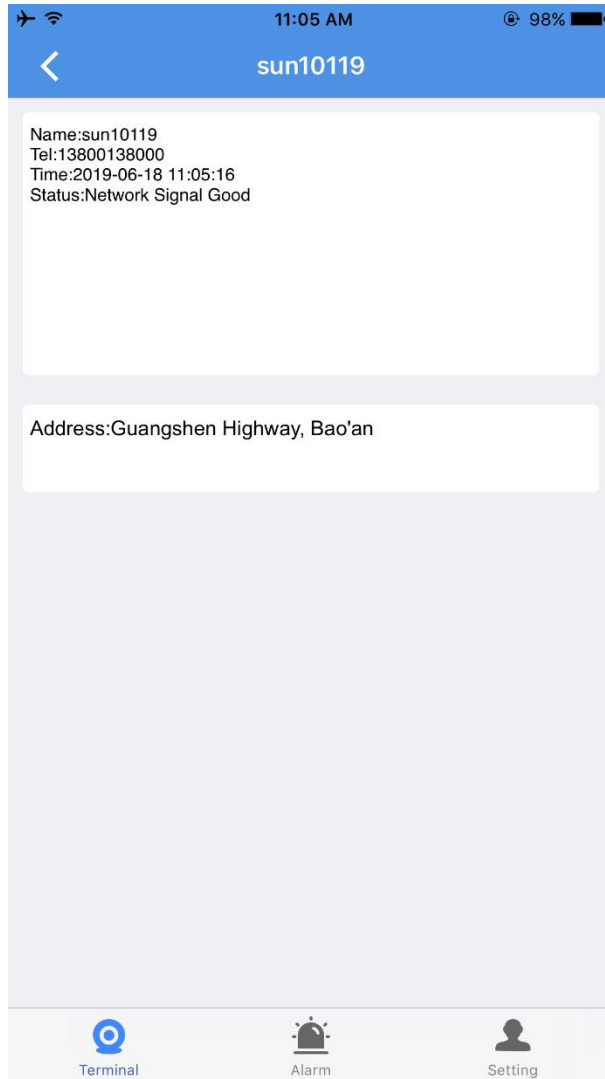 11:05 AM
98%
sun10119
Name:sun10119
Tel:13800138000
Time:2019-06-18 11:05:16
Status:Network Signal Good
Address:Guangshen Highway, Bao'an
Terminal
Alarm
Setting